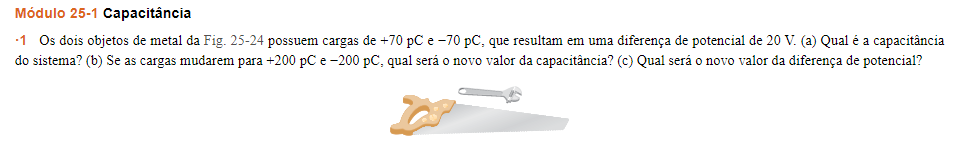 Módulo 25-1 Capacitância
·1 Os dois objetos de metal da Fig. 25-24 possuem cargas de +70 pC e −70 pC, que resultam em uma diferença de potencial de 20 V. (a) Qual é a capacitância
do sistema? (b) Se as cargas mudarem para +200 pC e −200 pC, qual será o novo valor da capacitância? (c) Qual será o novo valor da diferença de potencial?